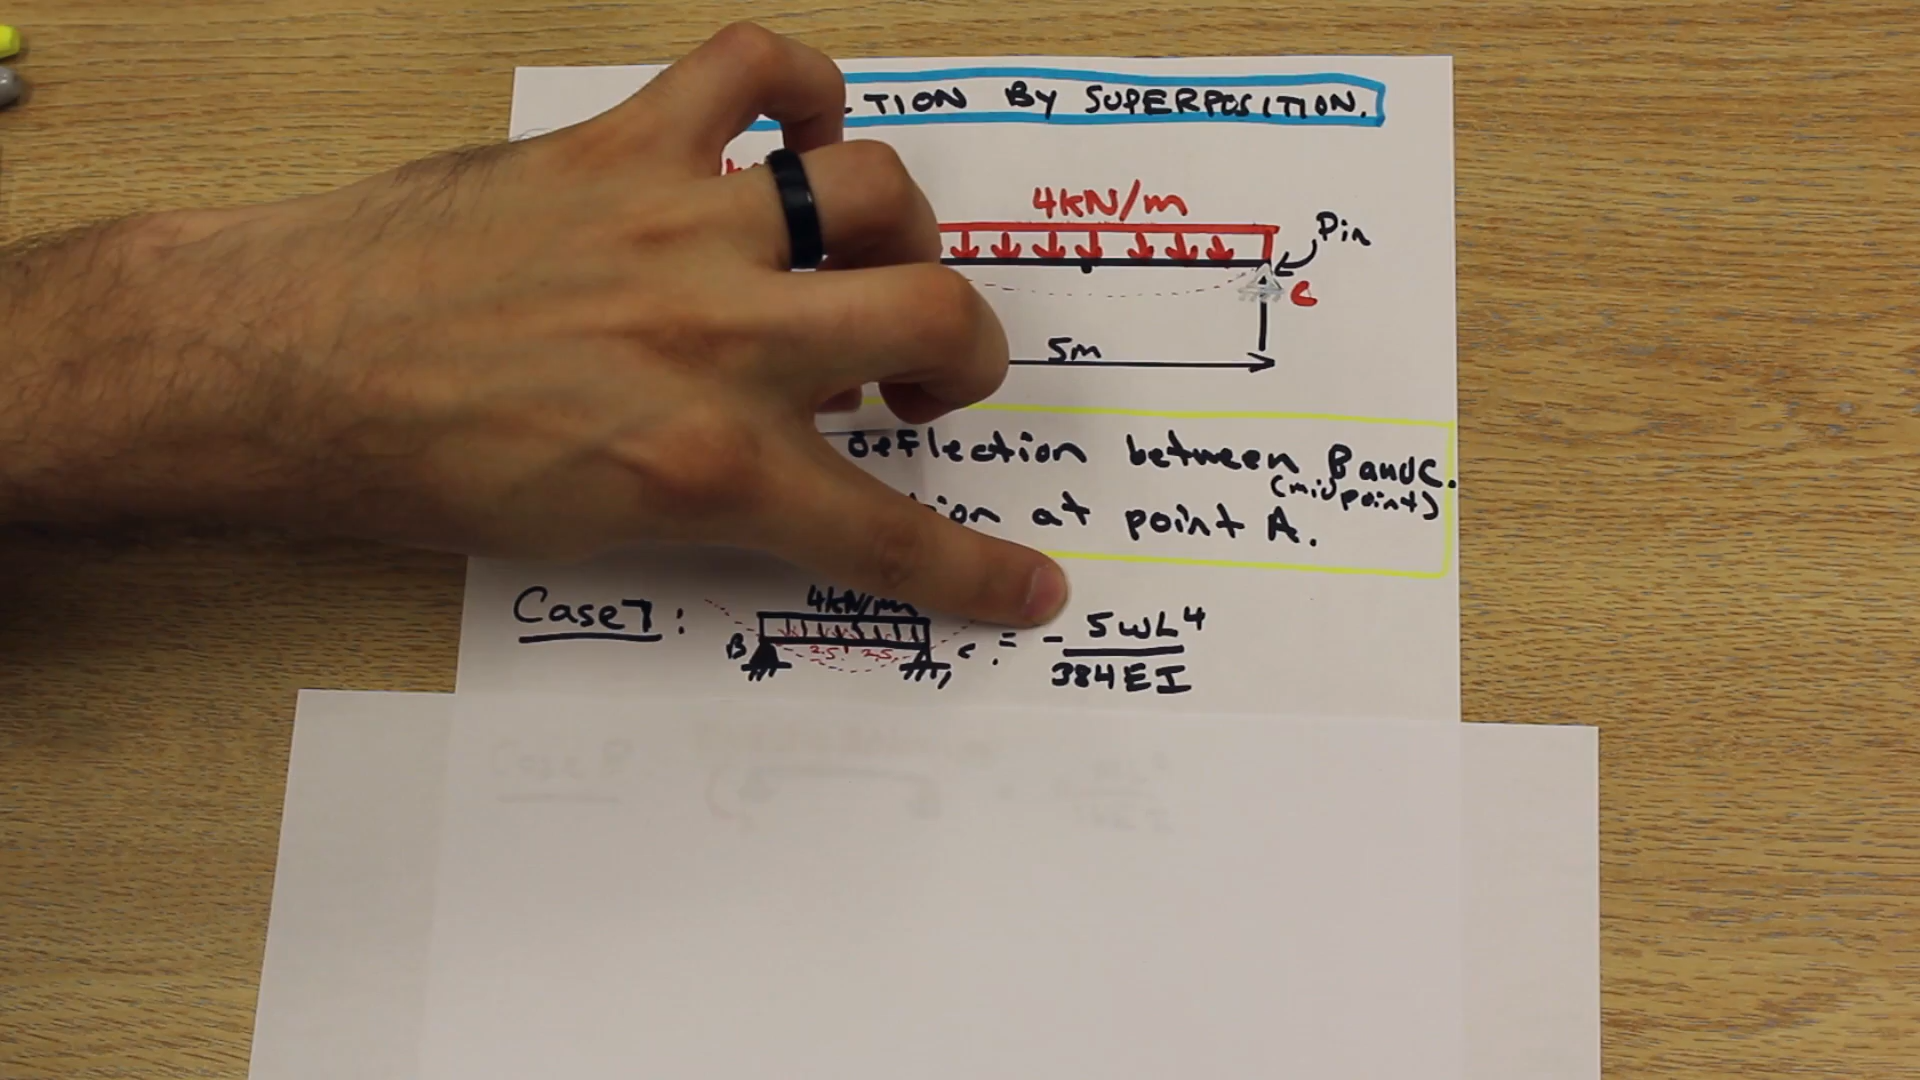 TION BY SUPERPOSITION.
4kN/m
Pin
C
5m
deflection between B and C.
(midpoint)
ion at point A.
Case 7:
4kN/m
B
2.5
2.5
C
= - 5wL⁴
384EI